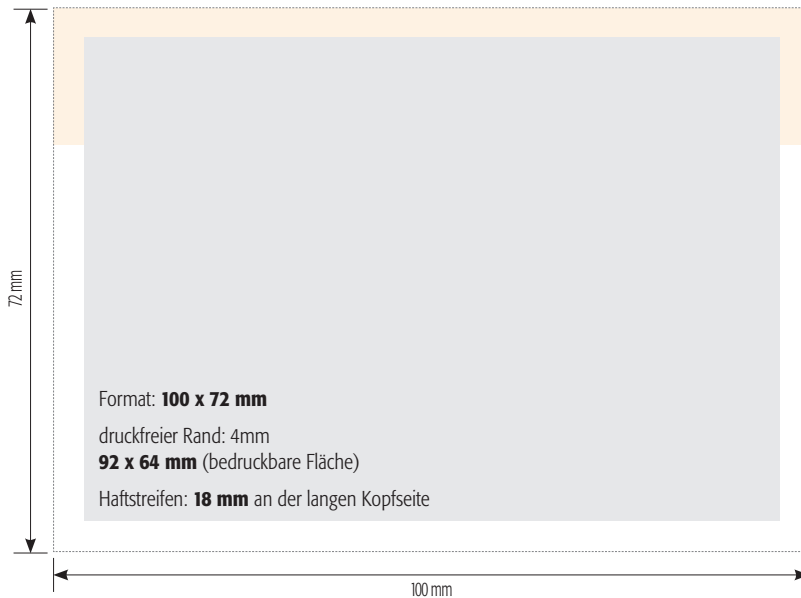 72 mm
Format: 100 x 72 mm
druckfreier Rand: 4mm
92 x 64 mm (bedruckbare Fläche)
Haftstreifen: 18 mm an der langen Kopfseite
100 mm